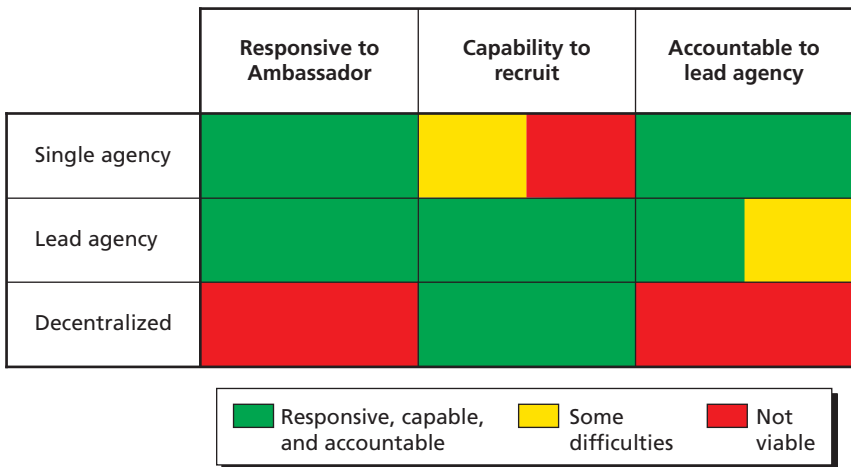 Responsive to
Ambassador
Capability to
recruit
Accountable to
lead agency
Single agency
Lead agency
Decentralized
Responsive, capable,
and accountable
Some
difficulties
Not
viable